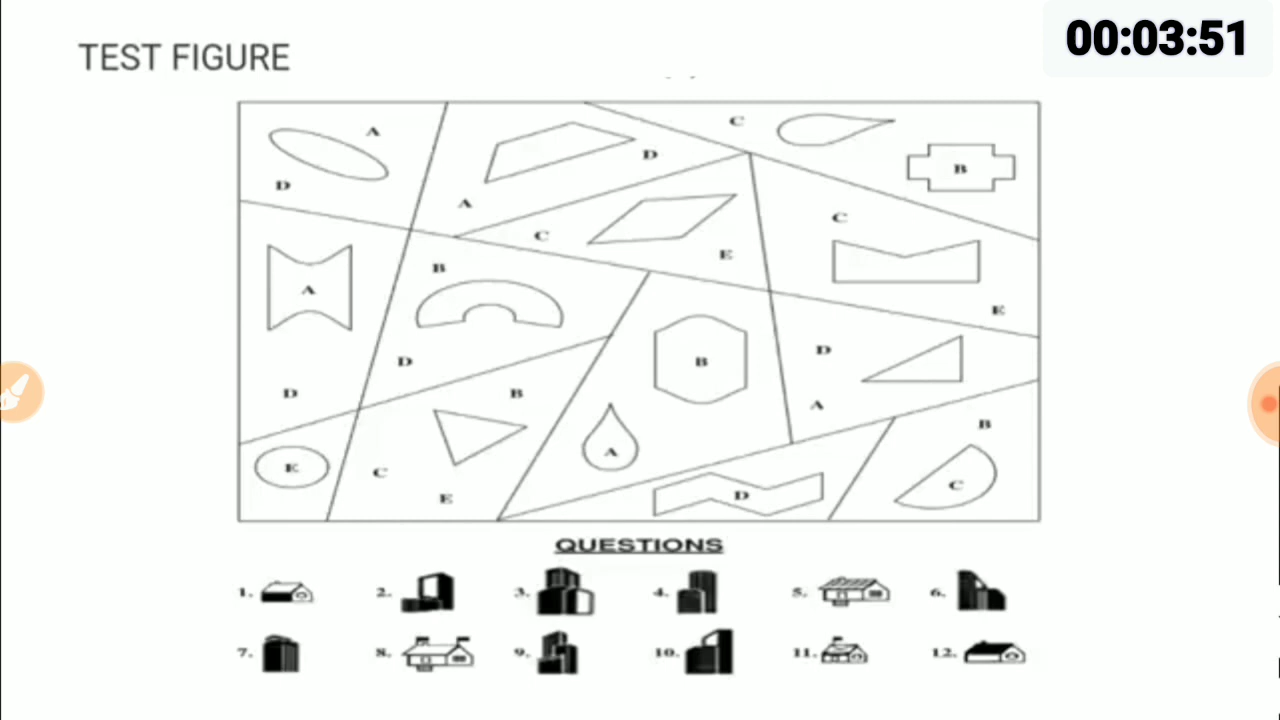 00:03:51
TEST FIGURE
A
C
D
B
D
A
C
C
E
B
A
E
D
B
D
D
A
B
B
A
E
C
C
E
D
QUESTIONS
1. 2. 3. 4. 5. 6.
7. 8. 9. 10. 11. 12.